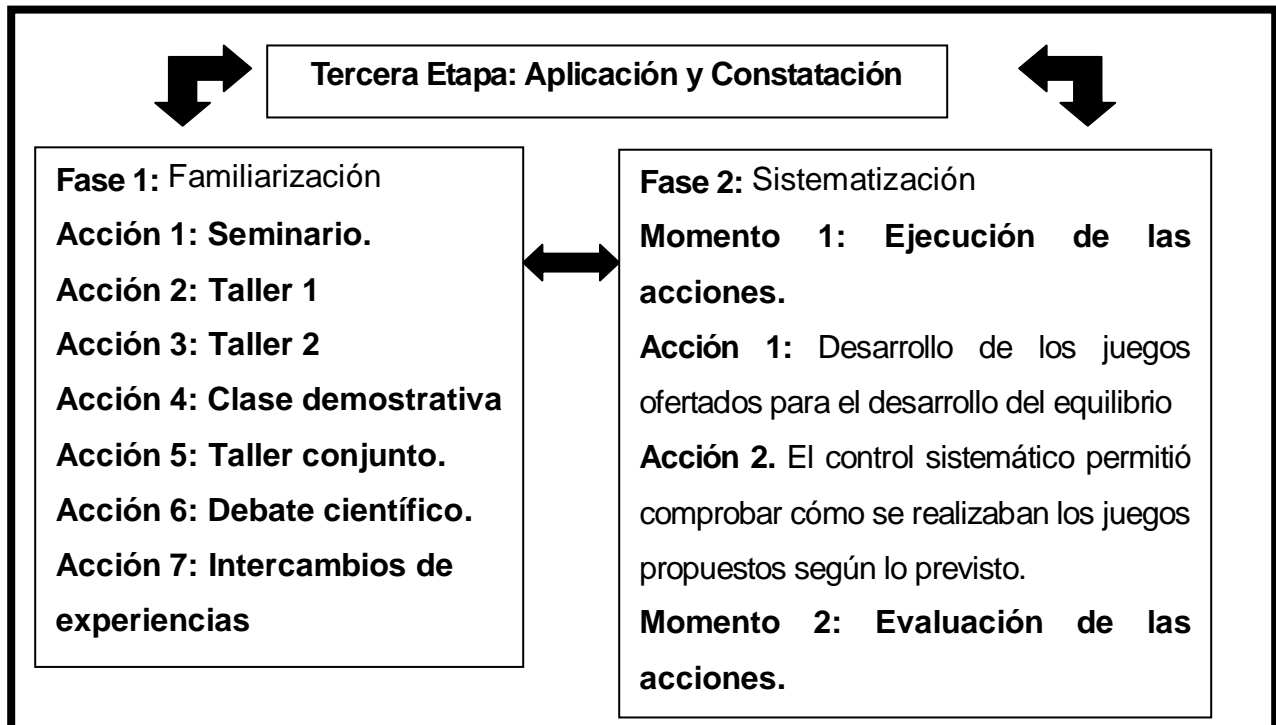 Tercera Etapa: Aplicación y Constatación
Fase 1: Familiarización
Acción 1: Seminario.
Acción 2: Taller 1
Acción 3: Taller 2
Acción 4: Clase demostrativa
Acción 5: Taller conjunto.
Acción 6: Debate científico.
Acción 7: Intercambios de
experiencias
Fase 2: Sistematización
Momento 1: Ejecución de las
acciones.
Acción 1: Desarrollo de los juegos
ofertados para el desarrollo del equilibrio
Acción 2. El control sistemático permitió
comprobar cómo se realizaban los juegos
propuestos según lo previsto.
Momento 2: Evaluación de las
acciones.